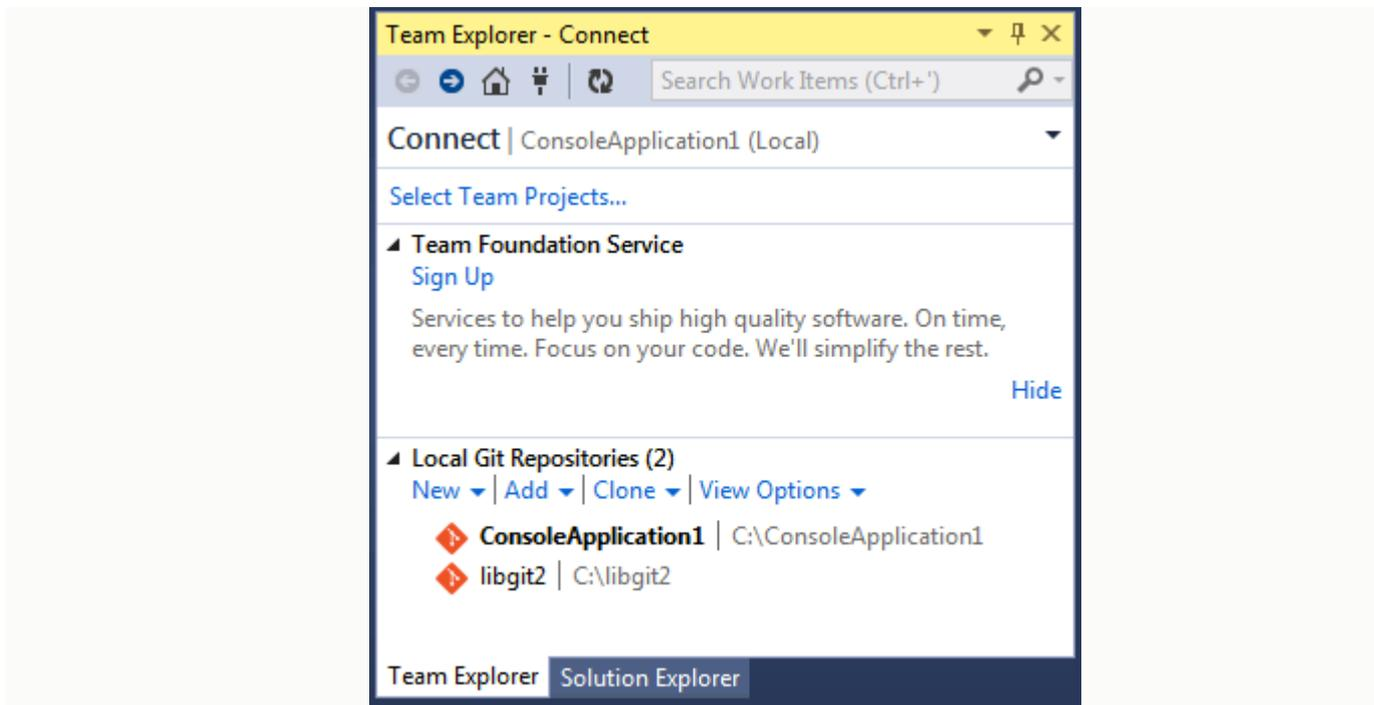 Team Explorer - Connect
Search Work Items (Ctrl+')
Connect | ConsoleApplication1 (Local)
Select Team Projects...
Team Foundation Service
Sign Up
Services to help you ship high quality software. On time,
every time. Focus on your code. We'll simplify the rest.
Hide
Local Git Repositories (2)
New | Add | Clone | View Options
ConsoleApplication1 | C:\ConsoleApplication1
libgit2 | C:\libgit2
Team Explorer Solution Explorer